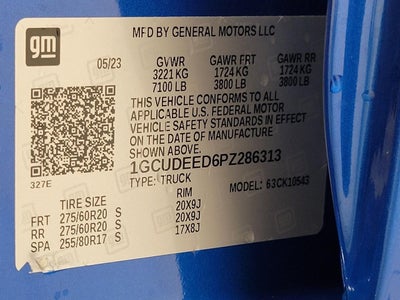 gm
MFD BY GENERAL MOTORS LLC
05/23 GVWR GAWR FRT GAWR RR
3221 KG 1724 KG 1724 KG
7100 LB 3800 LB 3800 LB
THIS VEHICLE CONFORMS TO ALL
APPLICABLE U.S. FEDERAL MOTOR
VEHICLE SAFETY STANDARDS IN EFFECT
ON THE DATE OF MANUFACTURE
SHOWN ABOVE.
1GCUDEED6PZ286313
327E TYPE: TRUCK MODEL: 63CK10543
TIRE SIZE RIM
FRT 275/60R20 S 20X9J
RR 275/60R20 S 20X9J
SPA 255/80R17 S 17X8J